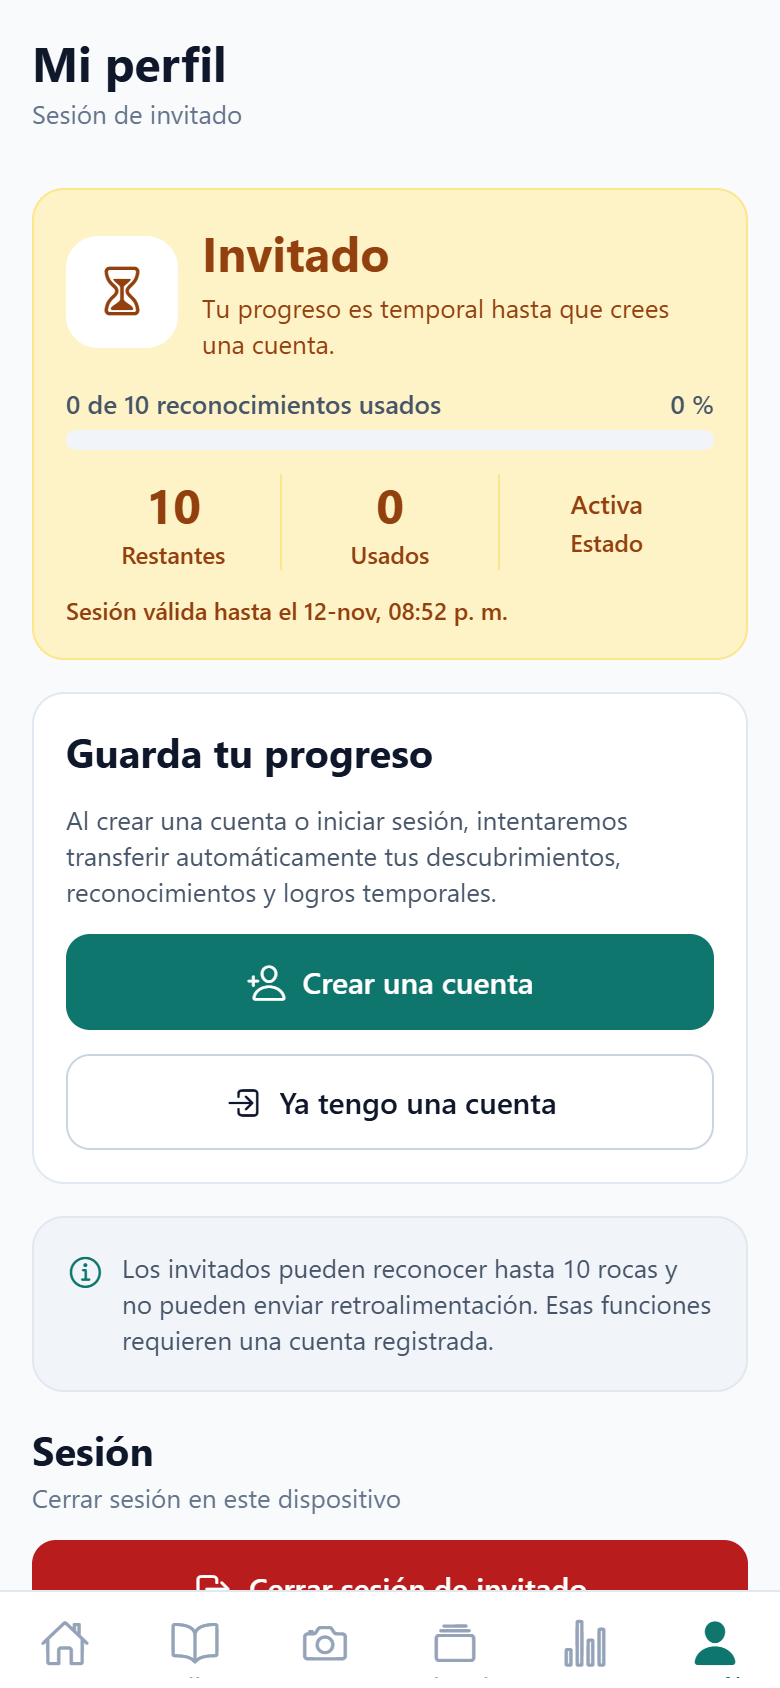 Mi perfil
Sesión de invitado
Invitado
Tu progreso es temporal hasta que crees
una cuenta.
0 de 10 reconocimientos usados
0 %
10
Restantes
0
Usados
Activa
Estado
Sesión válida hasta el 12-nov, 08:52 p. m.
Guarda tu progreso
Al crear una cuenta o iniciar sesión, intentaremos
transferir automáticamente tus descubrimientos,
reconocimientos y logros temporales.
Crear una cuenta
Ya tengo una cuenta
Los invitados pueden reconocer hasta 10 rocas y
no pueden enviar retroalimentación. Esas funciones
requieren una cuenta registrada.
Sesión
Cerrar sesión en este dispositivo
Cerrar sesión de invitado